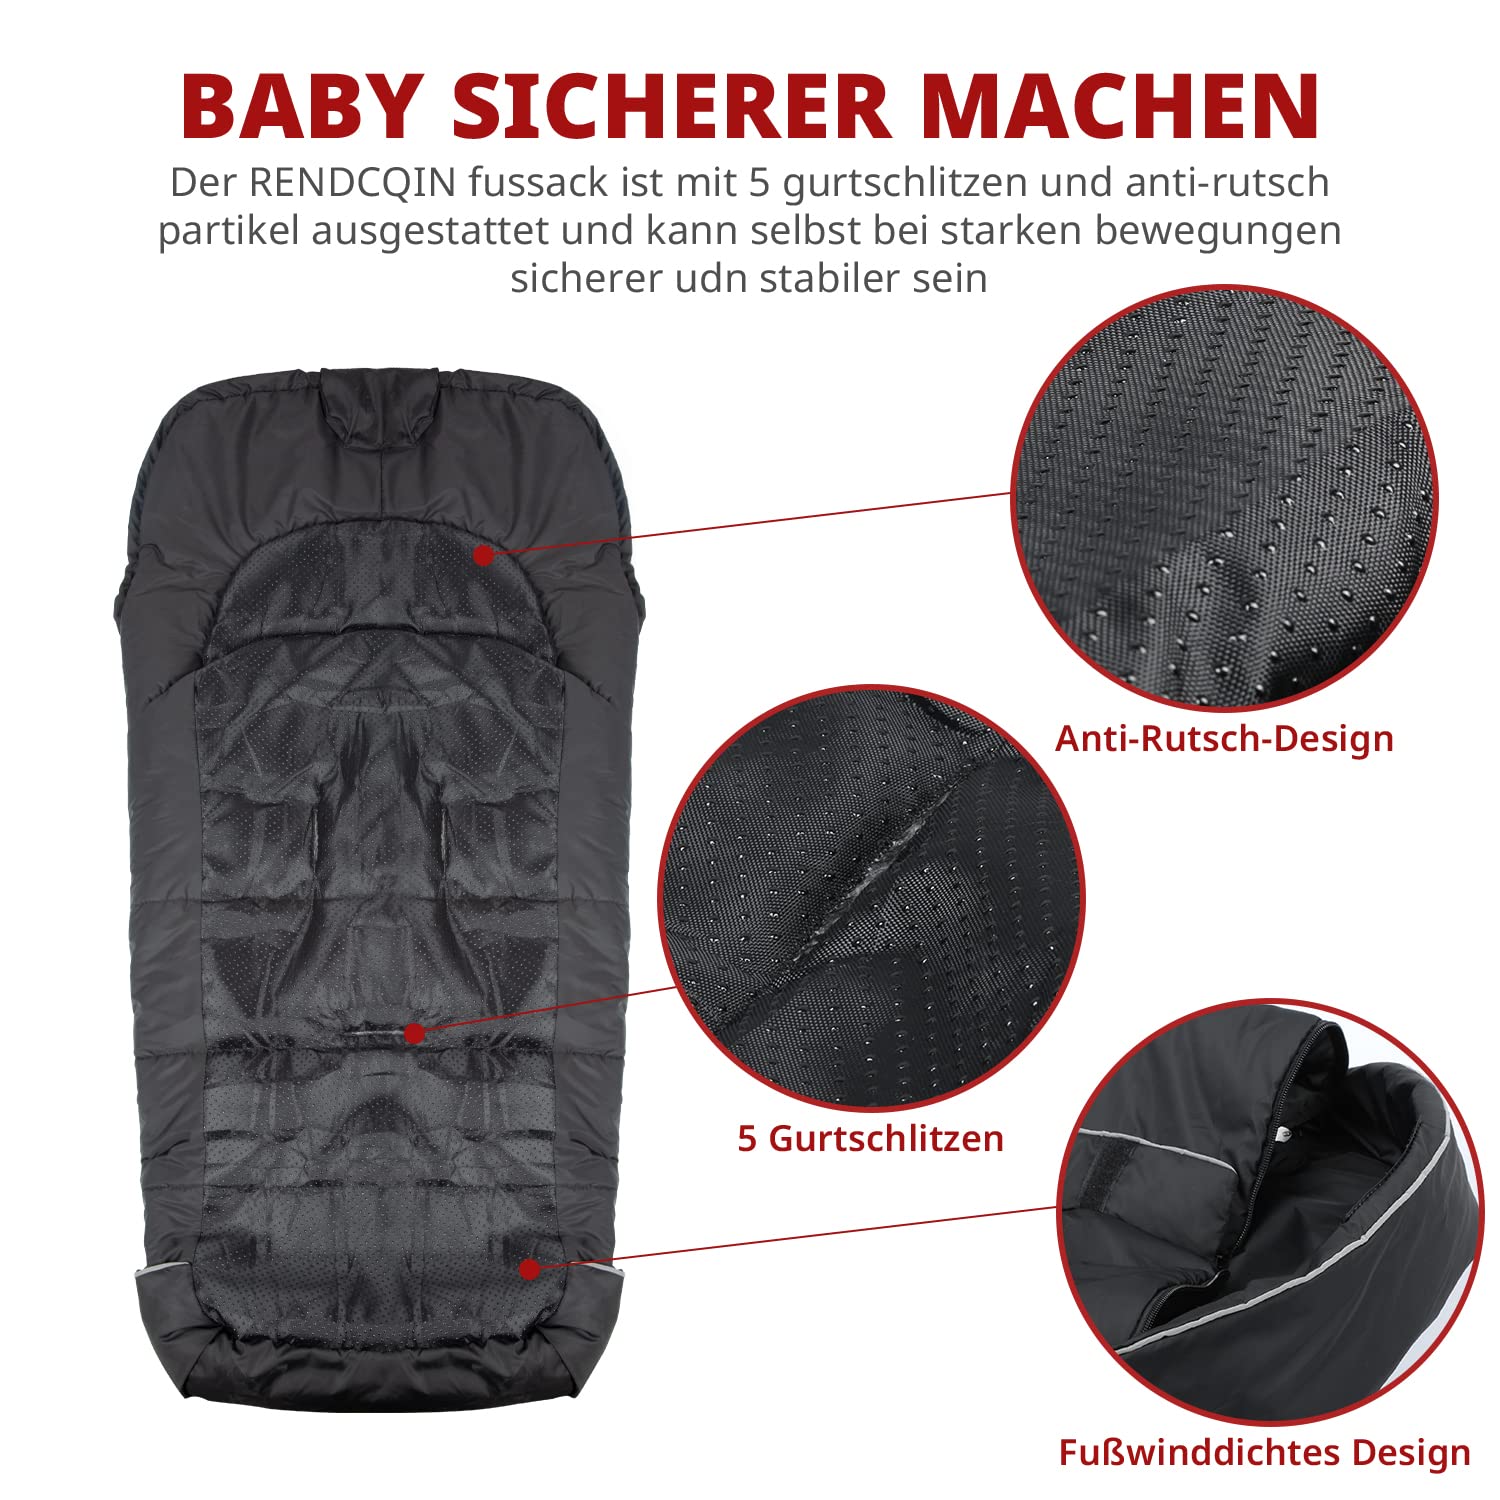 BABY SICHERER MACHEN
Der RENDCQIN fussack ist mit 5 gurtschlitzen und anti-rutsch
partikel ausgestattet und kann selbst bei starken bewegungen
sicherer udn stabiler sein
Anti-Rutsch-Design
5 Gurtschlitzen
Fußwinddichtes Design